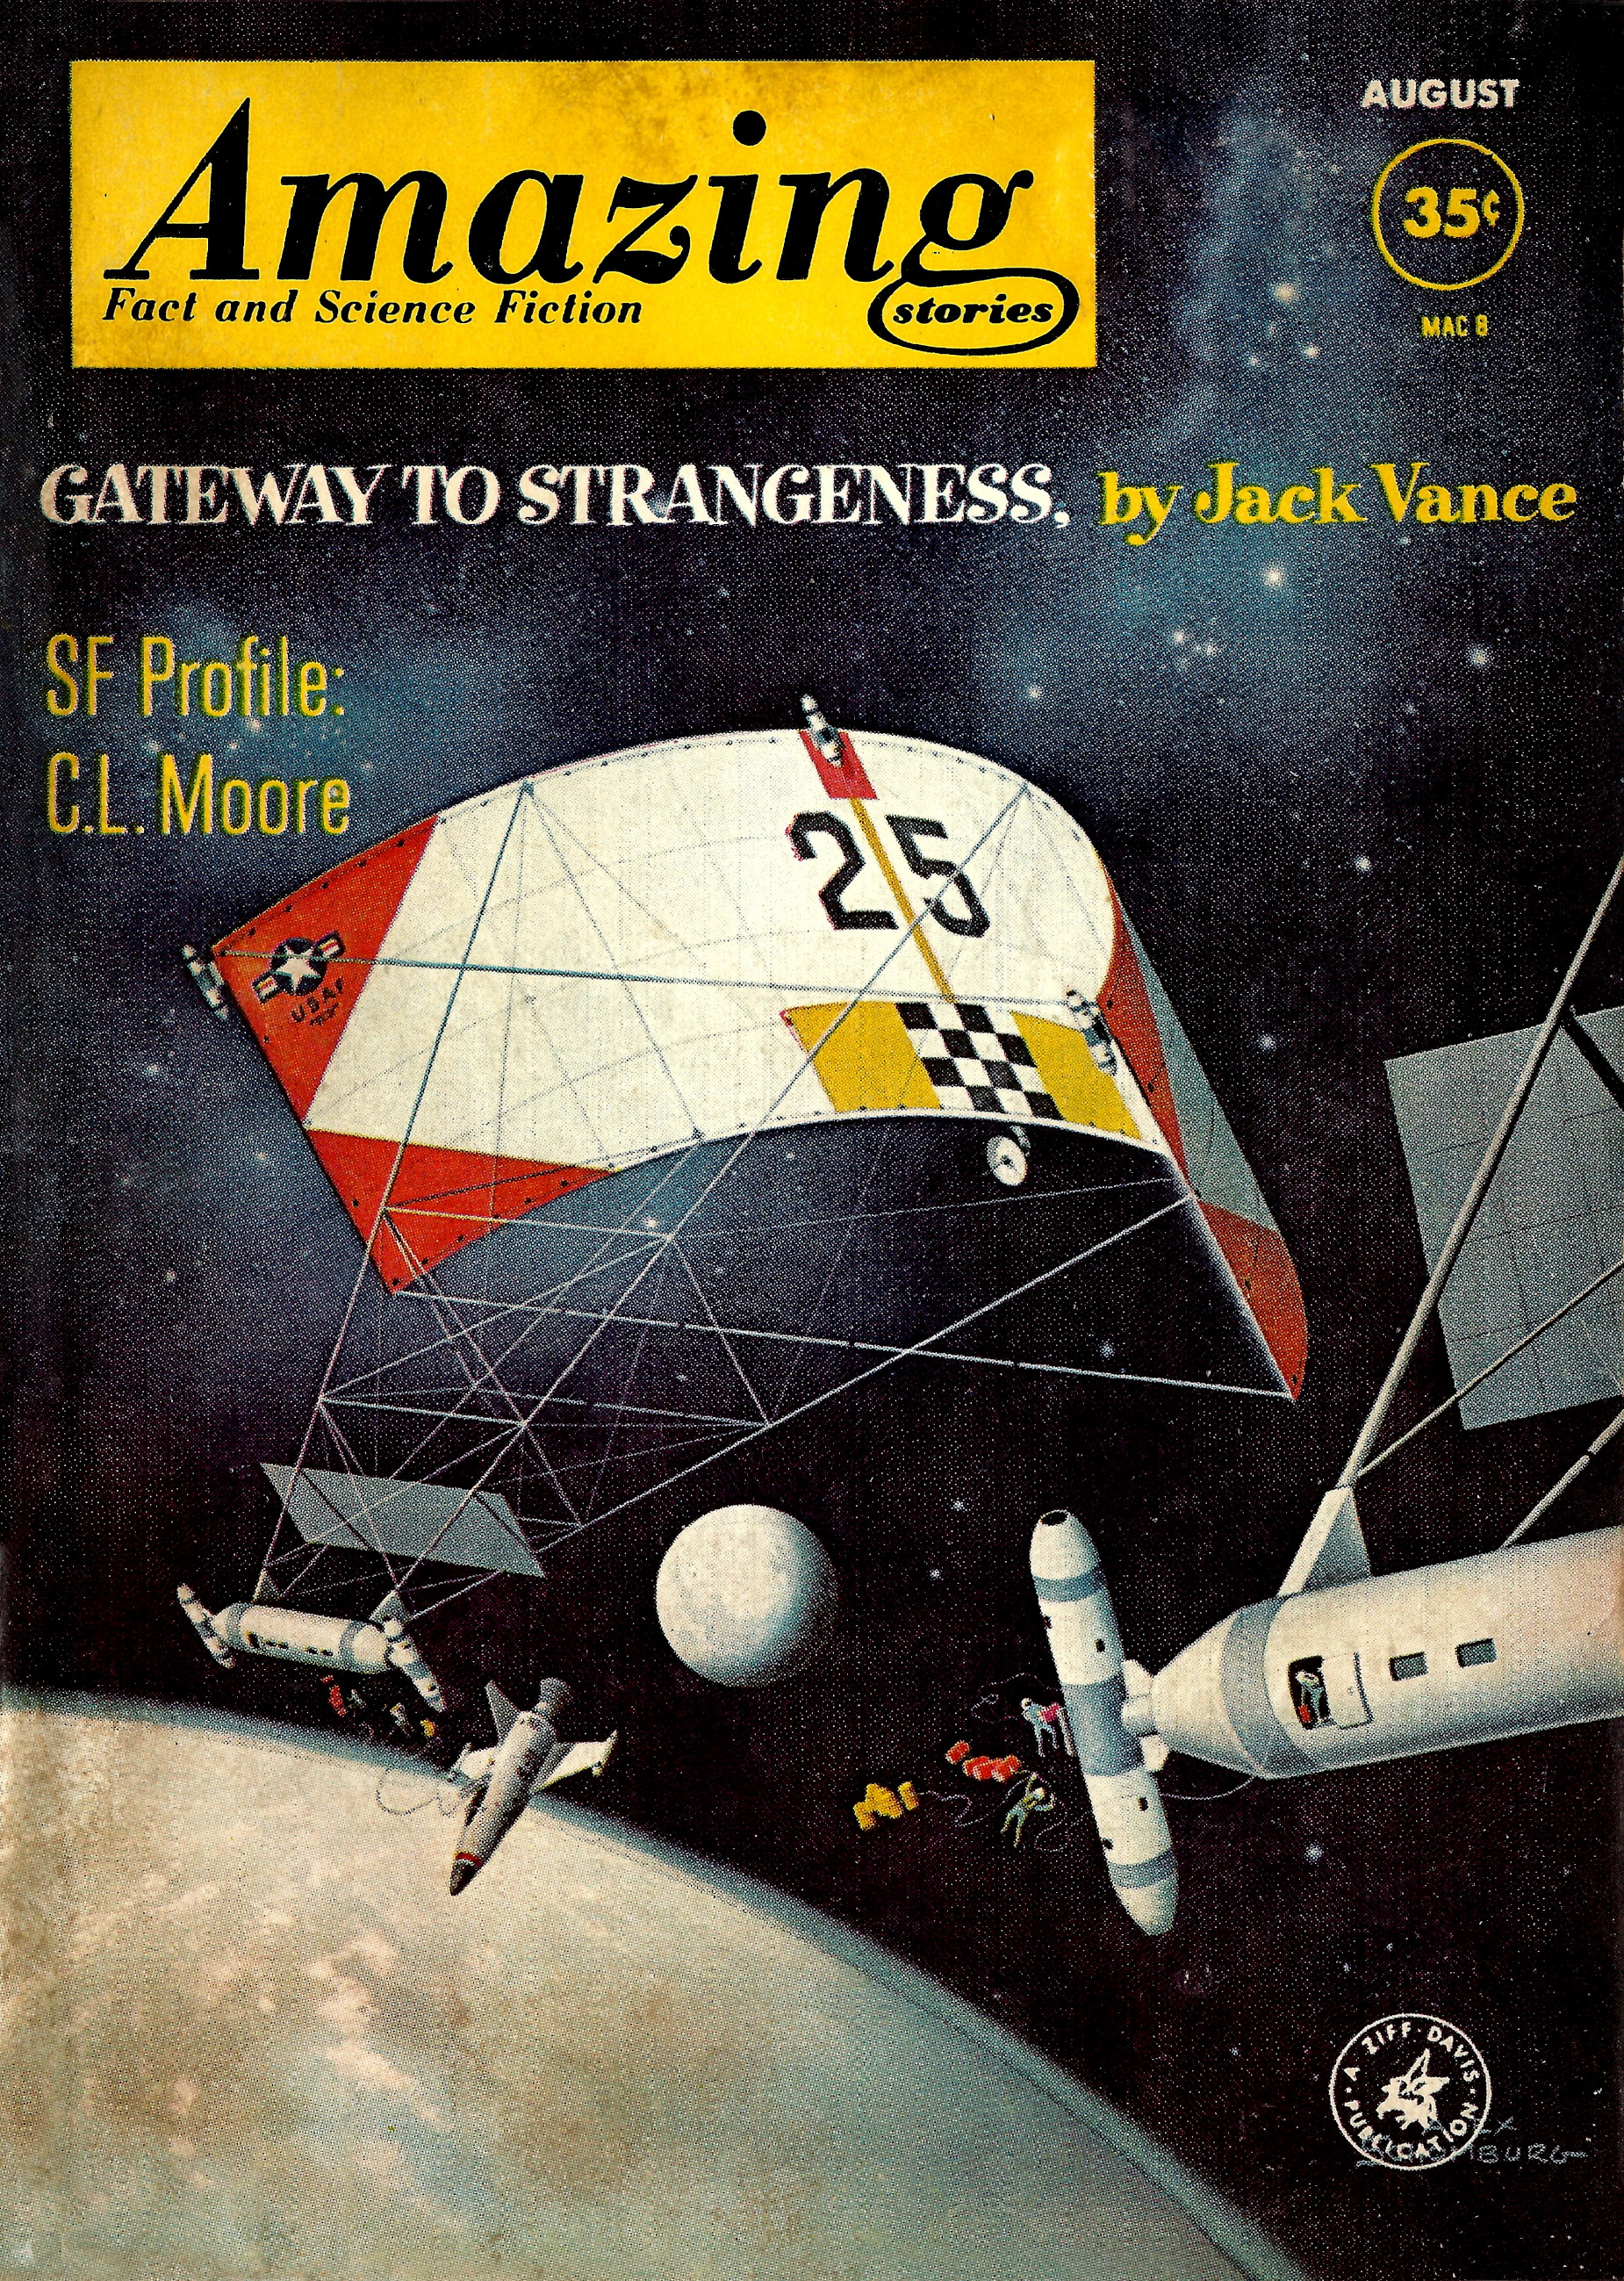 Amazing
Fact and Science Fiction
stories
AUGUST
35¢
MAC 8
GATEWAY TO STRANGENESS, by Jack Vance
SF Profile:
C.L. Moore
25
USAF
A ZIFF-DAVIS PUBLICATION